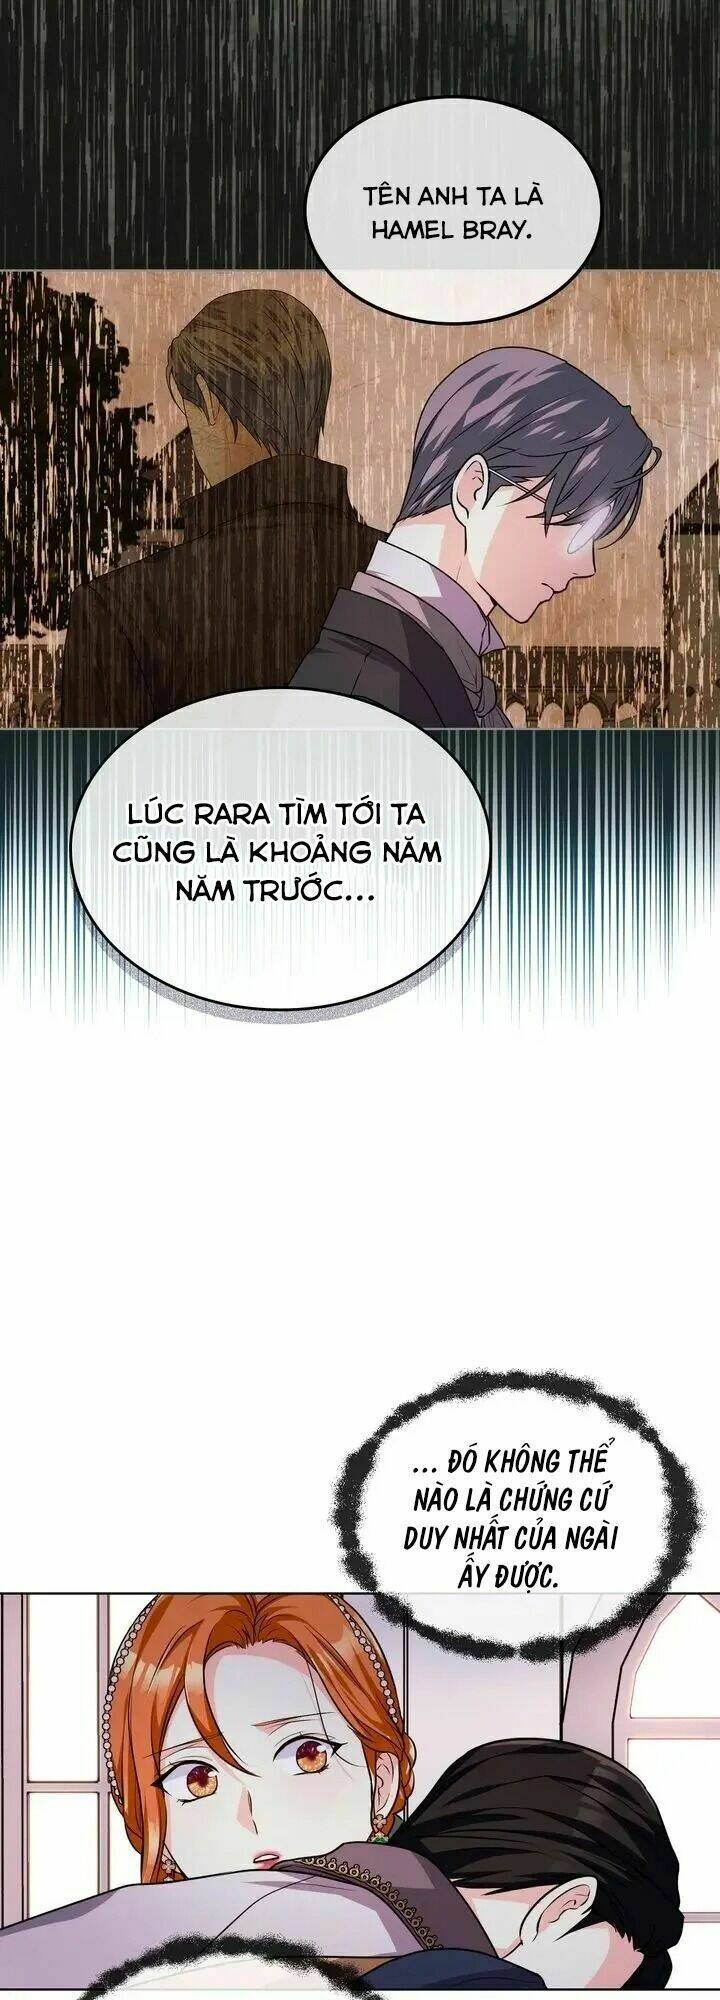 TÊN ANH TA LÀ
HAMEL BRAY.
LÚC RARA TÌM TỚI TA
CŨNG LÀ KHOẢNG NĂM
NĂM TRƯỚC...
... ĐÓ KHÔNG THỂ
NÀO LÀ CHỨNG CỨ
DUY NHẤT CỦA NGÀI
ẤY ĐƯỢC.